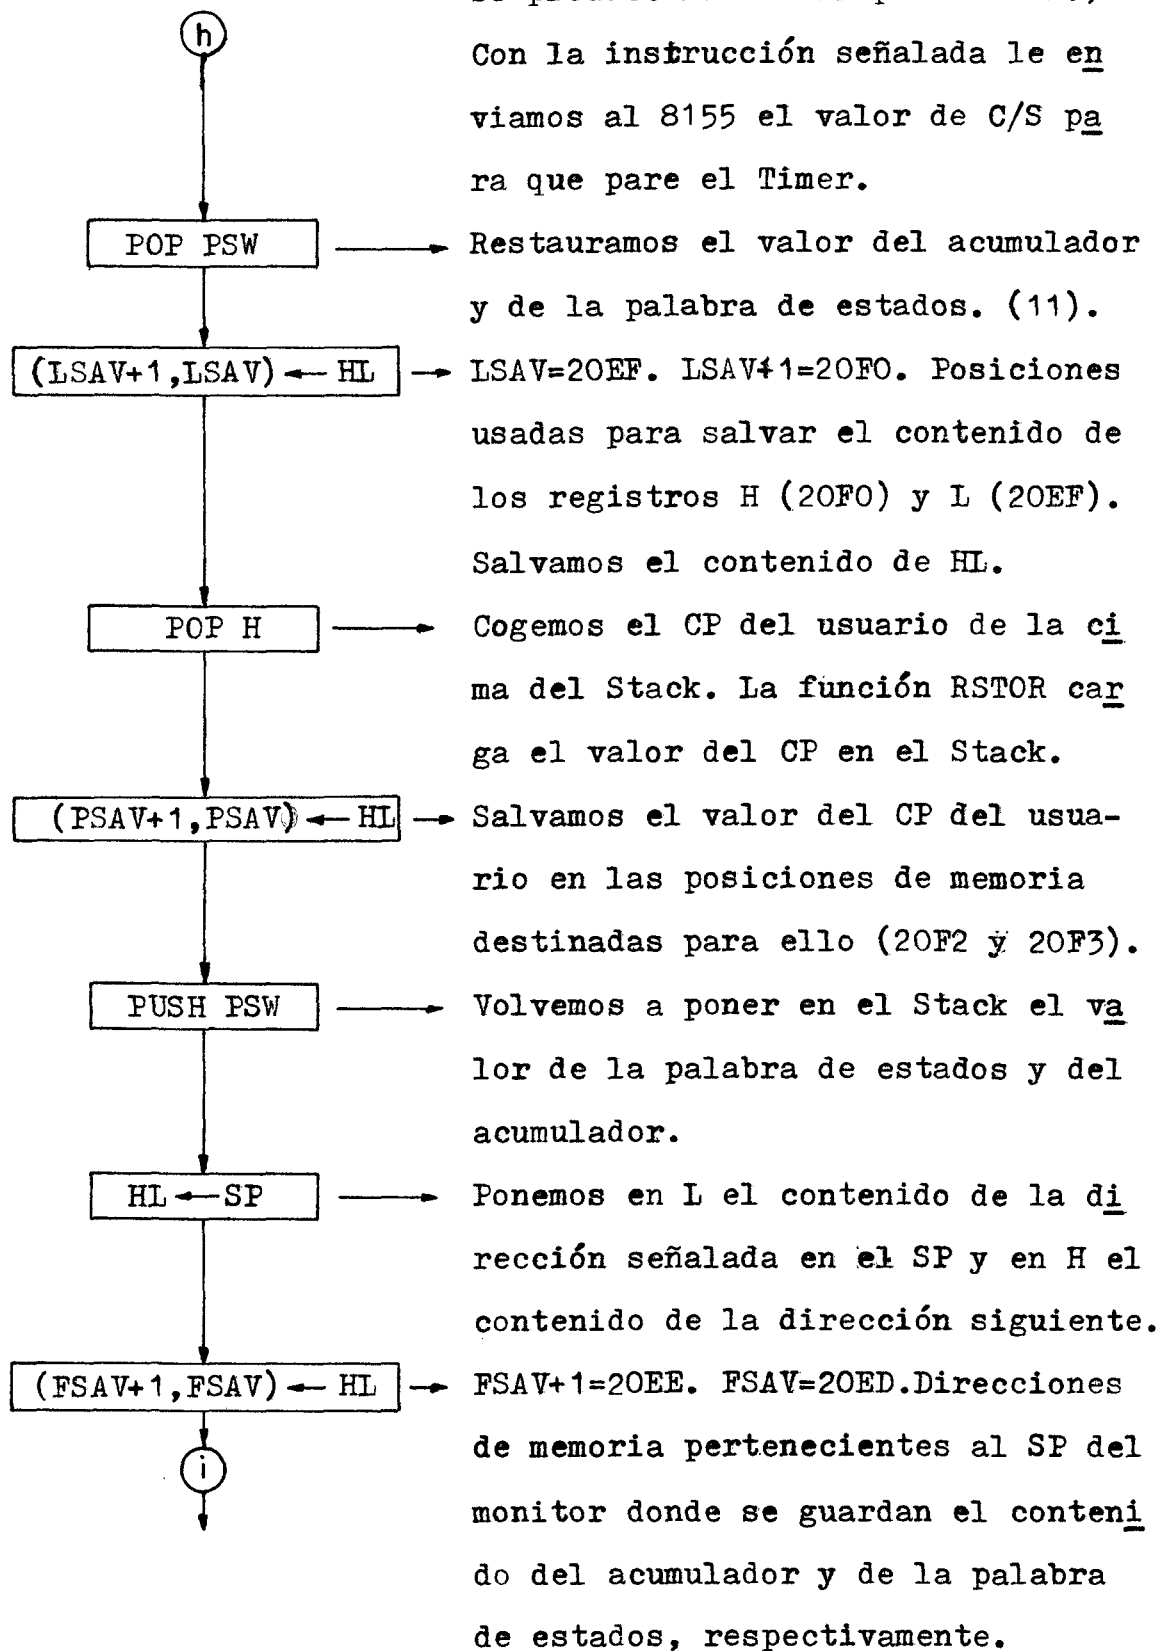 h
Con la instrucción señalada le en
viamos al 8155 el valor de C/S pa
ra que pare el Timer.
POP PSW
Restauramos el valor del acumulador
y de la palabra de estados. (11).
(LSAV+1,LSAV) ← HL
LSAV=20EF. LSAV+1=20F0. Posiciones
usadas para salvar el contenido de
los registros H (20F0) y L (20EF).
Salvamos el contenido de HL.
POP H
Cogemos el CP del usuario de la ci
ma del Stack. La función RSTOR car
ga el valor del CP en el Stack.
(PSAV+1,PSAV) ← HL
Salvamos el valor del CP del usua-
rio en las posiciones de memoria
destinadas para ello (20F2 y 20F3).
PUSH PSW
Volvemos a poner en el Stack el va
lor de la palabra de estados y del
acumulador.
HL ← SP
Ponemos en L el contenido de la di
rección señalada en el SP y en H el
contenido de la dirección siguiente.
(FSAV+1,FSAV) ← HL
FSAV+1=20EE. FSAV=20ED.Direcciones
de memoria pertenecientes al SP del
monitor donde se guardan el conteni
do del acumulador y de la palabra
de estados, respectivamente.
i